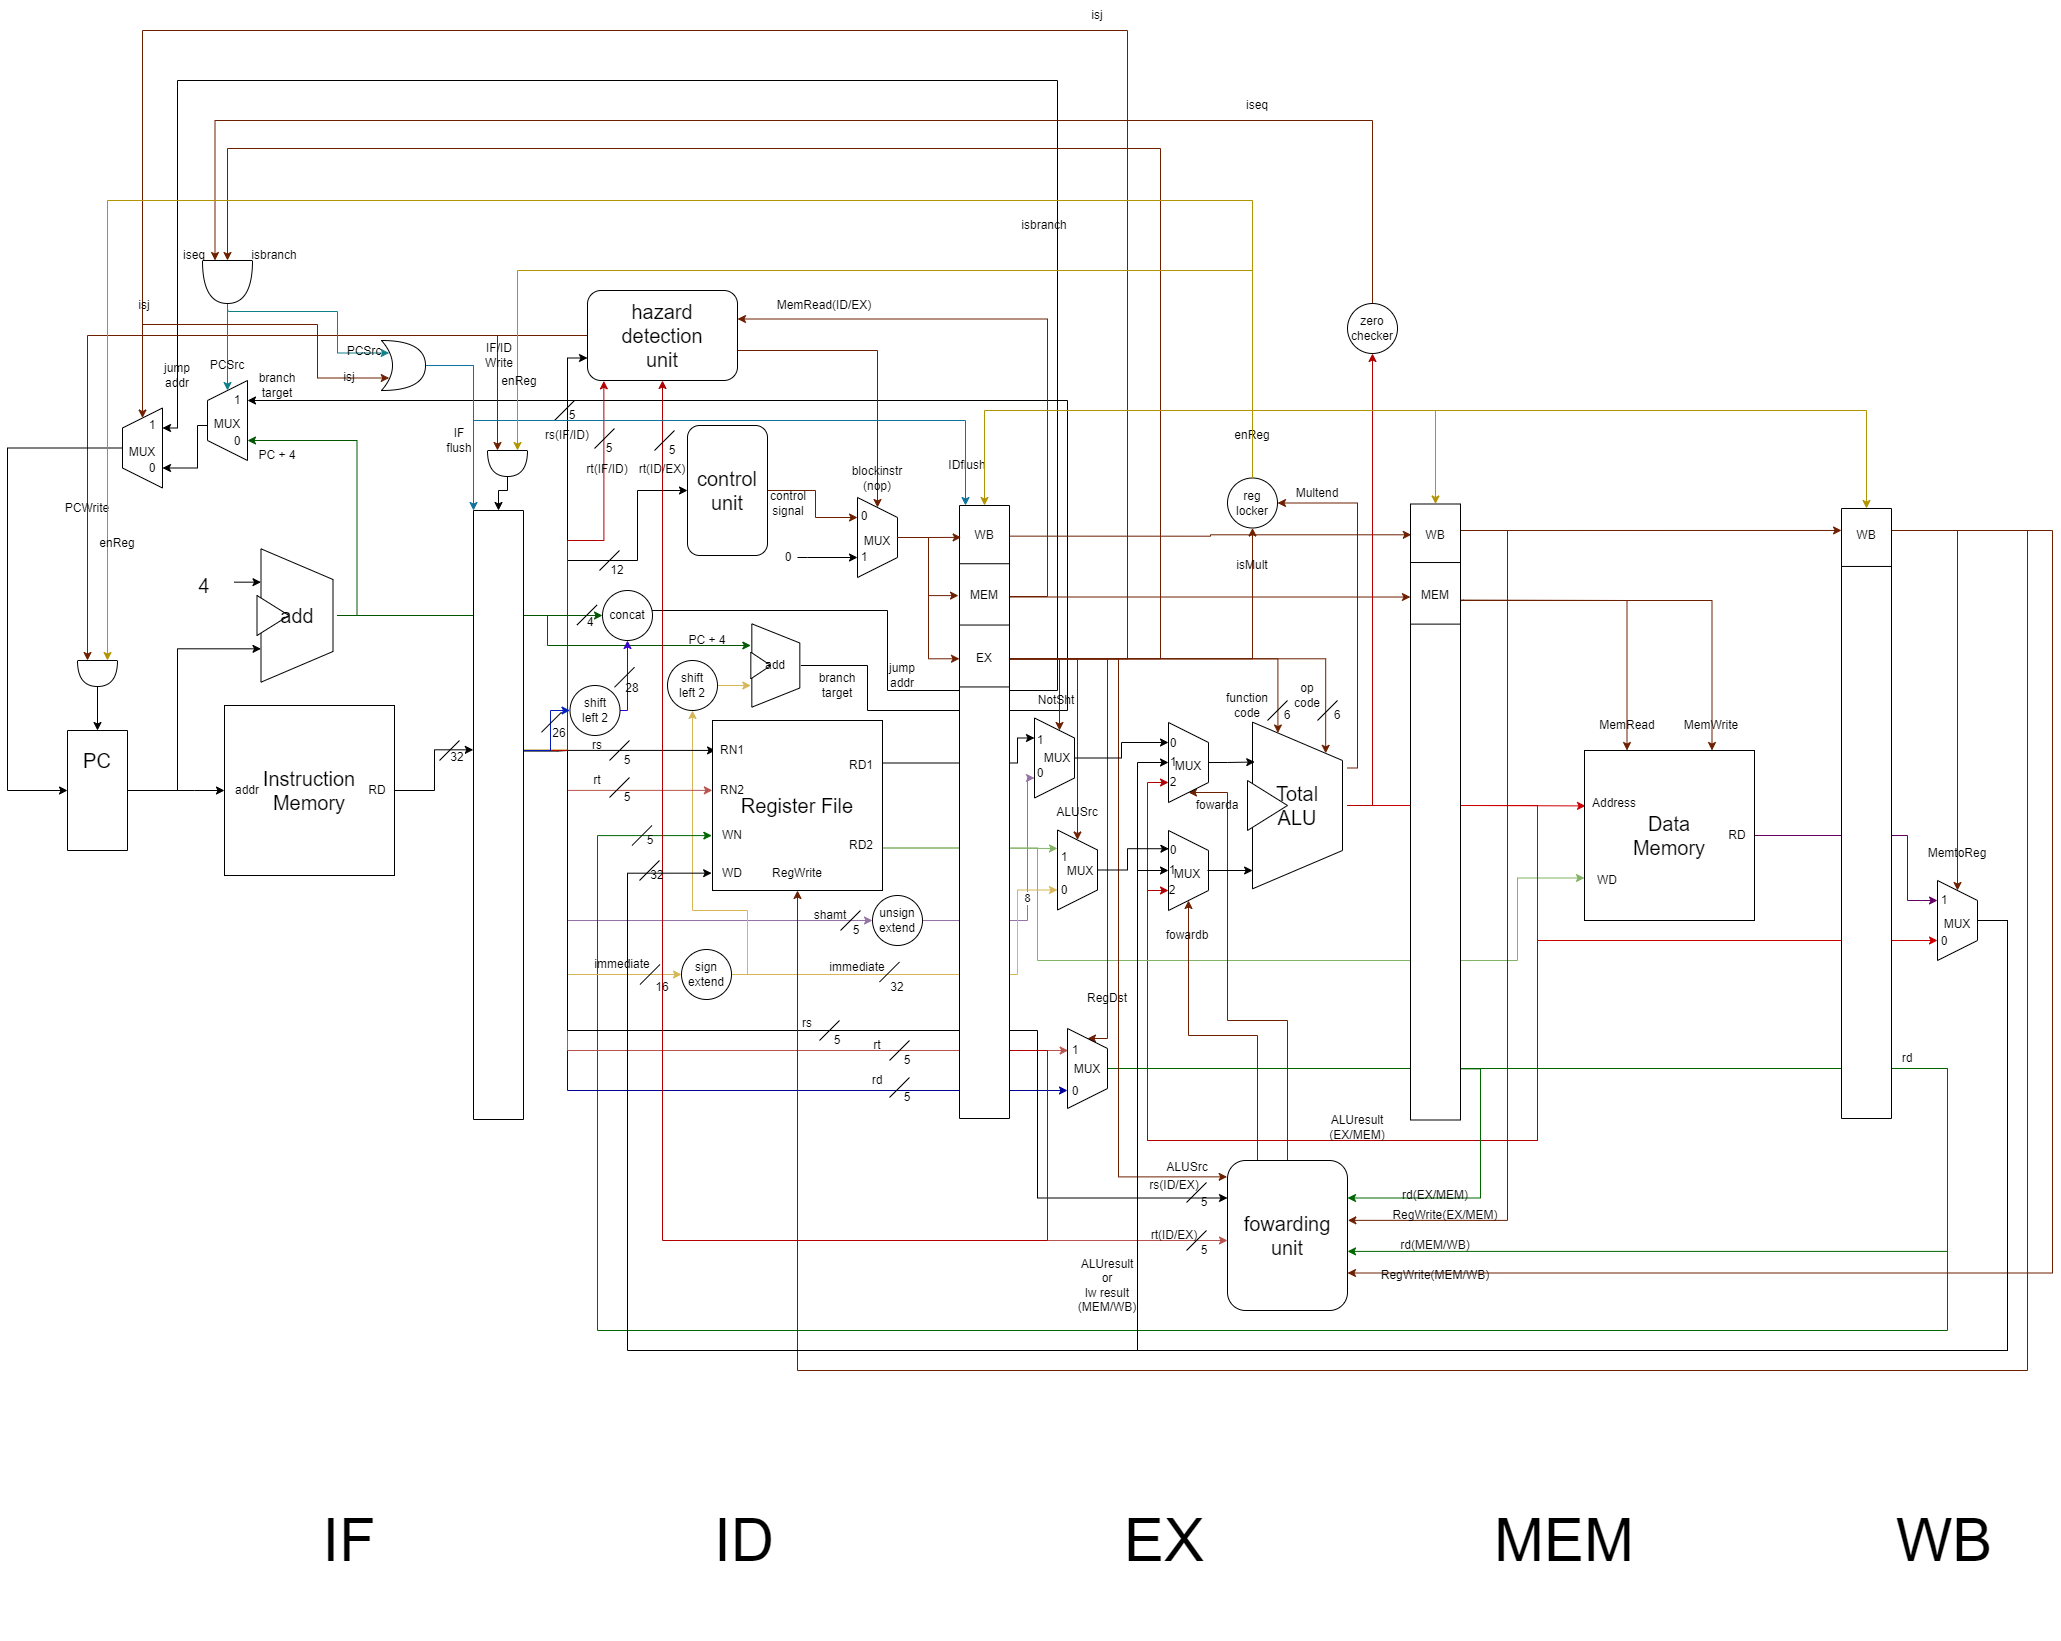 isj
iseq
isbranch
iseq
isbranch
isj
hazard
detection
unit
MemRead(ID/EX)
zero
checker
PCSrc
isj
IF/ID
Write
enReg
jump
addr
PCSrc
branch
target
1
MUX
0
PC + 4
1
MUX
0
IF
flush
5
rs(IF/ID)
5
rt(IF/ID)
5
rt(ID/EX)
control
unit
control
signal
blockinstr
(nop)
0
MUX
1
0
IDflush
enReg
reg
locker
Multend
isMult
PCWrite
enReg
4
add
12
4
concat
PC + 4
add
shift
left 2
branch
target
jump
addr
28
shift
left 2
26
WB
MEM
EX
WB
MEM
WB
NotSht
function
code
6
op
code
6
MemRead
MemWrite
PC
addr
Instruction
Memory
RD
32
rs
5
rt
5
5
32
RN1
RN2
WN
WD
Register File
RD1
RD2
RegWrite
1
MUX
0
ALUSrc
1
MUX
0
0
1
MUX
2
fowarda
0
1
MUX
2
fowardb
Total
ALU
Address
Data
Memory
RD
WD
MemtoReg
1
MUX
0
shamt
5
unsign
extend
8
immediate
16
sign
extend
immediate
32
rs
5
rt
5
rd
5
RegDst
1
MUX
0
rd
ALUresult
(EX/MEM)
ALUSrc
rs(ID/EX)
5
rt(ID/EX)
5
fowarding
unit
rd(EX/MEM)
RegWrite(EX/MEM)
rd(MEM/WB)
RegWrite(MEM/WB)
ALUresult
or
lw result
(MEM/WB)
IF
ID
EX
MEM
WB